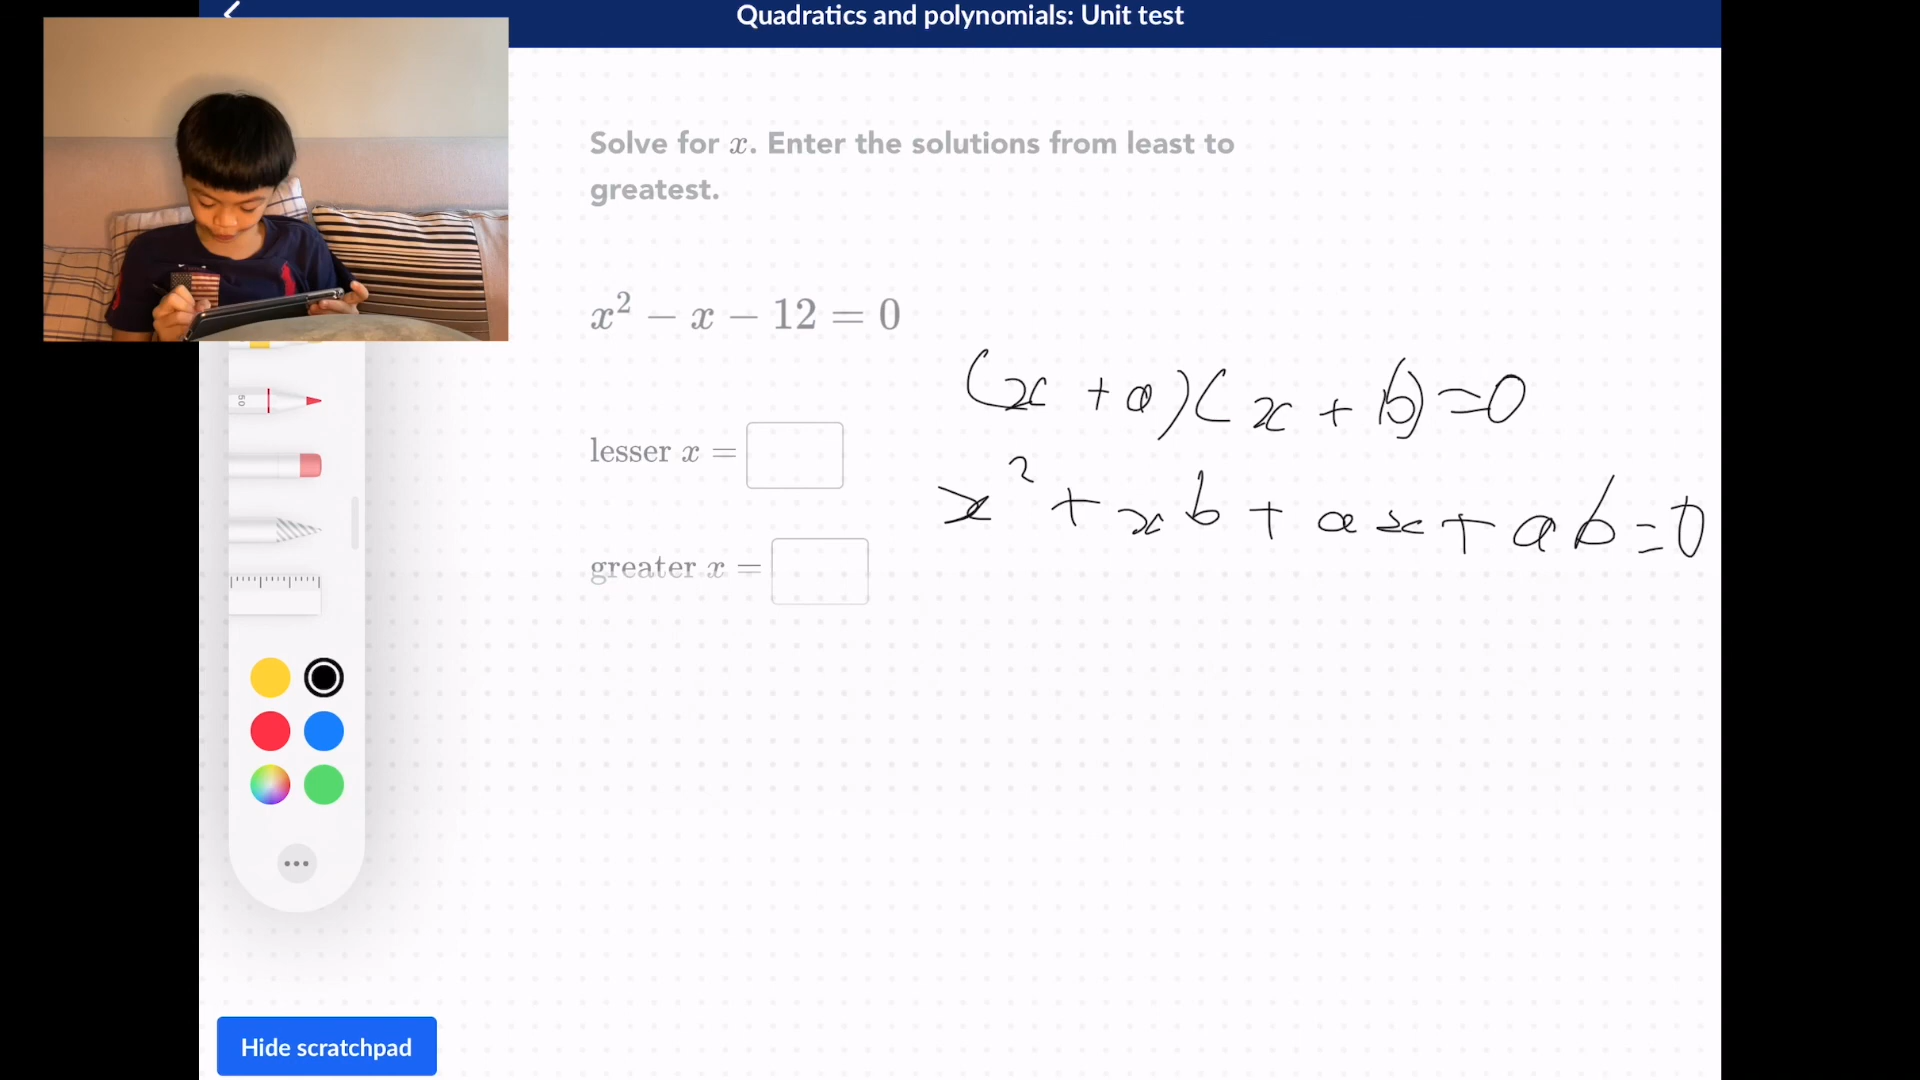 Quadratics and polynomials: Unit test
Solve for x. Enter the solutions from least to
greatest.
x² − x − 12 = 0
(x + a)(x + b) = 0
lesser x =
x² + xb + ax + ab = 0
greater x =
50
Hide scratchpad